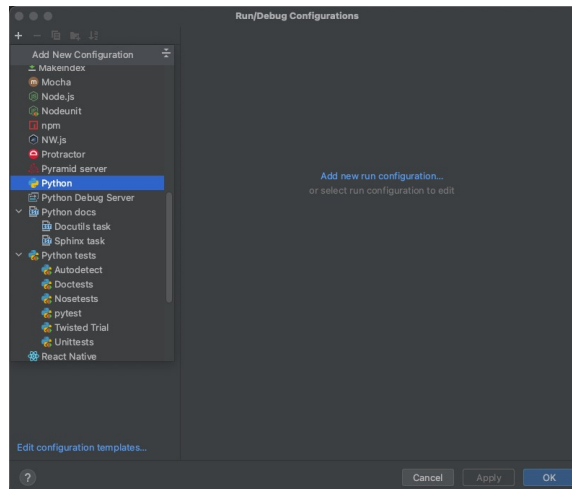 Run/Debug Configurations
Add New Configuration
Makeindex
Mocha
Node.js
Nodeunit
npm
NW.js
Protractor
Pyramid server
Python
Python Debug Server
Python docs
Docutils task
Sphinx task
Python tests
Autodetect
Doctests
Nosetests
pytest
Twisted Trial
Unittests
React Native
Add new run configuration...
or select run configuration to edit
Edit configuration templates...
? Cancel Apply OK